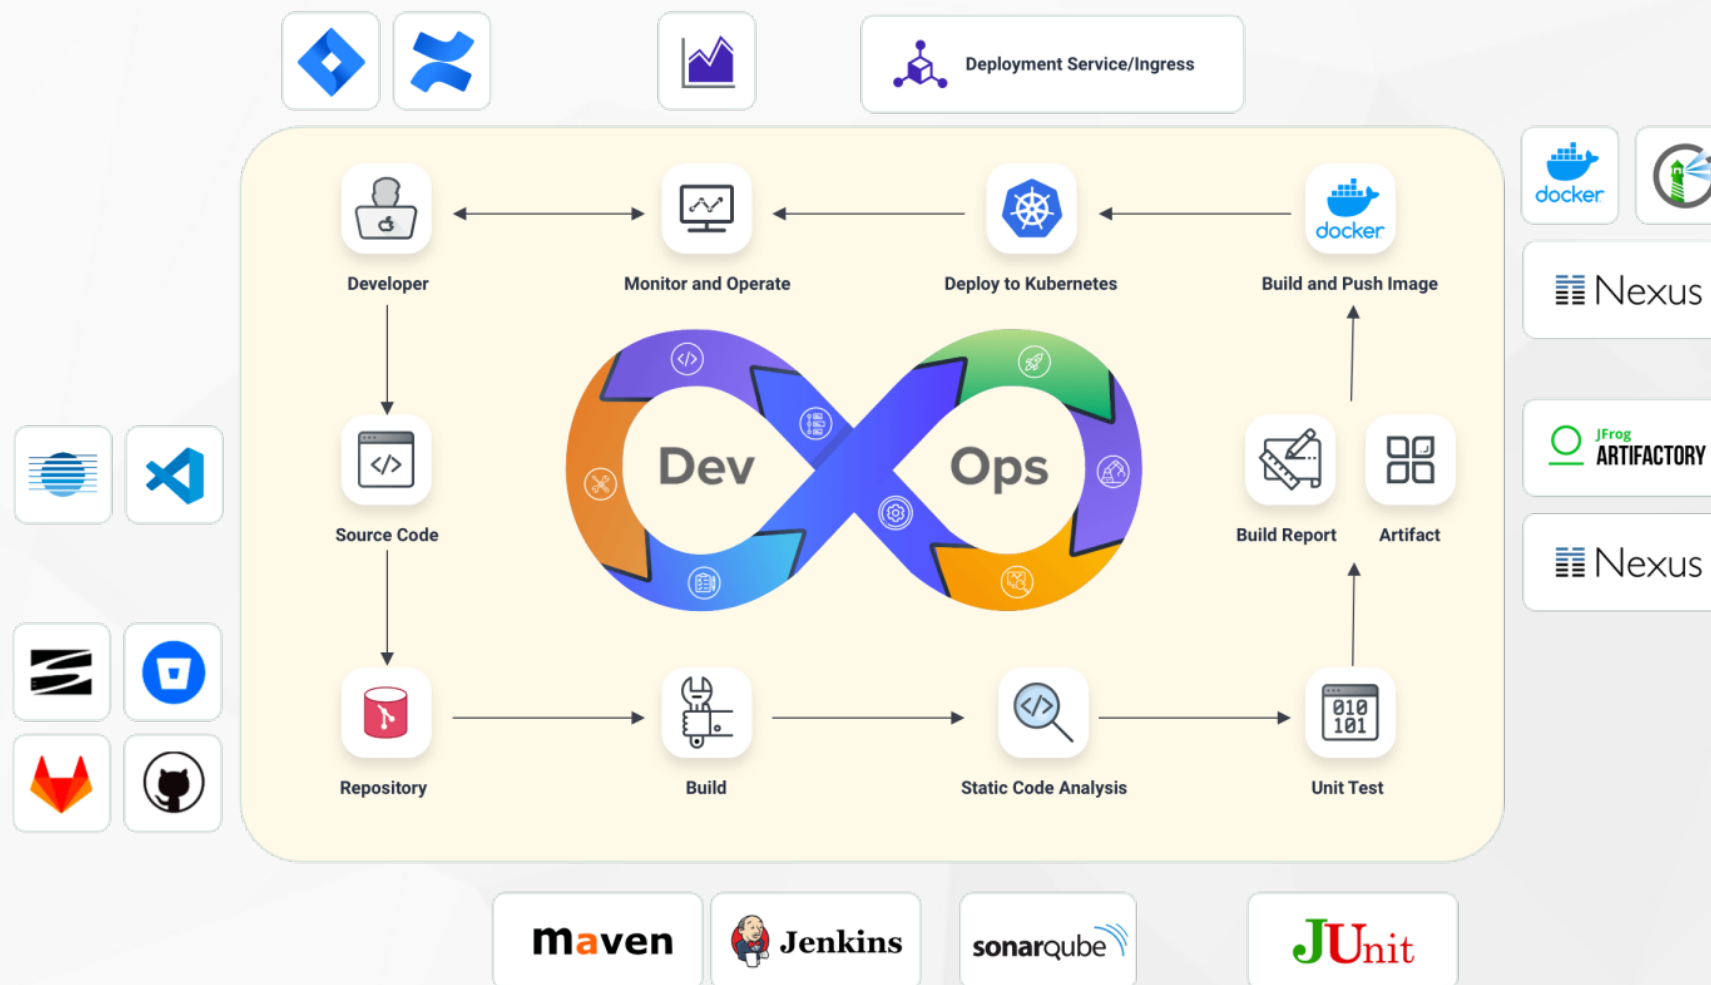 Deployment Service/Ingress
docker
docker
Developer
Monitor and Operate
Deploy to Kubernetes
Build and Push Image
Nexus
Dev
Ops
JFrog
ARTIFACTORY
Source Code
Build Report
Artifact
Nexus
010
101
Repository
Build
Static Code Analysis
Unit Test
maven
Jenkins
sonarqube
JUnit